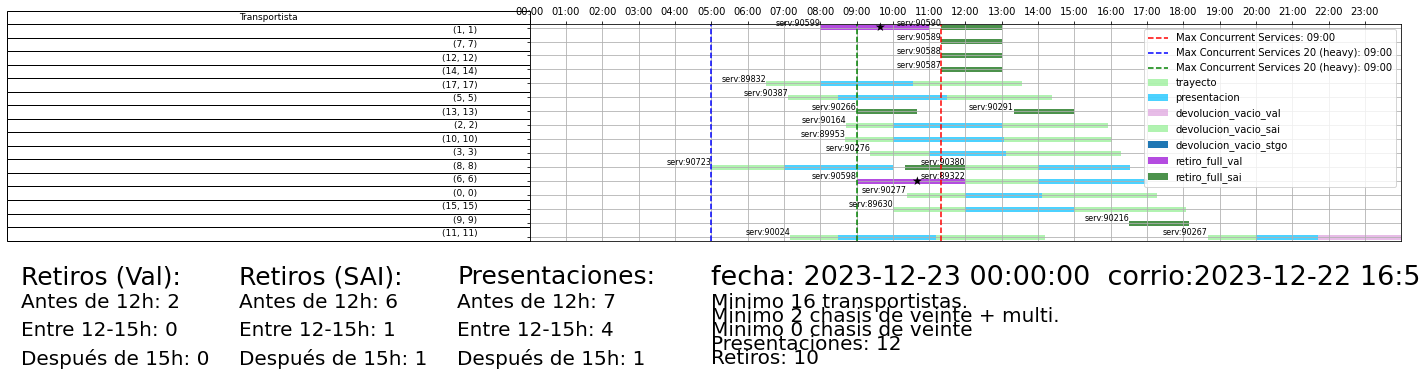 Transportista
00:00 01:00 02:00 03:00 04:00 05:00 06:00 07:00 08:00 09:00 10:00 11:00 12:00 13:00 14:00 15:00 16:00 17:00 18:00 19:00 20:00 21:00 22:00 23:00
(1, 1)
(7, 7)
(12, 12)
(14, 14)
(17, 17)
(5, 5)
(13, 13)
(2, 2)
(10, 10)
(3, 3)
(8, 8)
(6, 6)
(0, 0)
(15, 15)
(9, 9)
(11, 11)
serv:90599 serv:90590
serv:90589
serv:90588
serv:90587
serv:89832
serv:90387
serv:90266 serv:90291
serv:90164
serv:89953
serv:90276
serv:90723 serv:90380
serv:90598 serv:89322
serv:90277
serv:89630
serv:90216
serv:90024 serv:90267
Max Concurrent Services: 09:00
Max Concurrent Services 20 (heavy): 09:00
Max Concurrent Services 20 (heavy): 09:00
trayecto
presentacion
devolucion_vacio_val
devolucion_vacio_sai
devolucion_vacio_stgo
retiro_full_val
retiro_full_sai
Retiros (Val):
Antes de 12h: 2
Entre 12-15h: 0
Después de 15h: 0
Retiros (SAI):
Antes de 12h: 6
Entre 12-15h: 1
Después de 15h: 1
Presentaciones:
Antes de 12h: 7
Entre 12-15h: 4
Después de 15h: 1
fecha: 2023-12-23 00:00:00 corrio:2023-12-22 16:5
Minimo 16 transportistas.
Minimo 2 chasis de veinte + multi.
Minimo 0 chasis de veinte
Presentaciones: 12
Retiros: 10